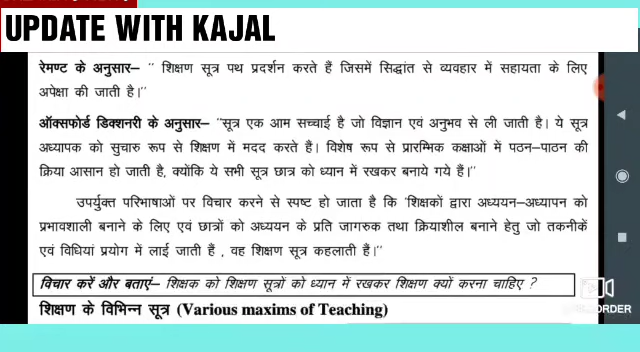 UPDATE WITH KAJAL
रेमण्ट के अनुसार– ‘‘ शिक्षण सूत्र पथ प्रदर्शन करते हैं जिसमें सिद्धांत से व्यवहार में सहायता के लिए
अपेक्षा की जाती है।’’
ऑक्सफोर्ड डिक्शनरी के अनुसार– ‘‘सूत्र एक आम सच्चाई है जो विज्ञान एवं अनुभव से ली जाती है। ये सूत्र
अध्यापक को सुचारु रूप से शिक्षण में मदद करते हैं। विशेष रूप से प्रारम्भिक कक्षाओं में पठन–पाठन की
क्रिया आसान हो जाती है, क्योंकि ये सभी सूत्र छात्र को ध्यान में रखकर बनाये गये हैं।’’
उपर्युक्त परिभाषाओं पर विचार करने से स्पष्ट हो जाता है कि ‘शिक्षकों द्वारा अध्ययन–अध्यापन को
प्रभावशाली बनाने के लिए एवं छात्रों को अध्ययन के प्रति जागरुक तथा क्रियाशील बनाने हेतु जो तकनीकें
एवं विधियां प्रयोग में लाई जाती हैं , वह शिक्षण सूत्र कहलाती हैं।’’
विचार करें और बताएं– शिक्षक को शिक्षण सूत्रों को ध्यान में रखकर शिक्षण क्यों करना चाहिए ?
शिक्षण के विभिन्न सूत्र (Various maxims of Teaching)